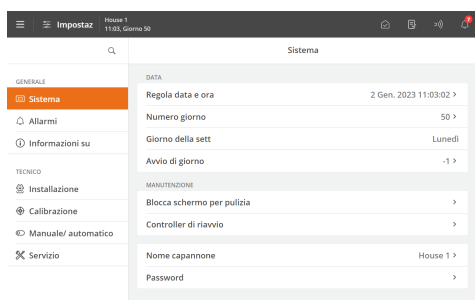 Impostaz
House 1
11:03, Giorno 50
7
Sistema
GENERALE
Sistema
Allarmi
Informazioni su
TECNICO
Installazione
Calibrazione
Manuale/ automatico
Servizio
DATA
Regola data e ora 2 Gen. 2023 11:03:02 >
Numero giorno 50 >
Giorno della sett Lunedì
Avvio di giorno -1 >
MANUTENZIONE
Blocca schermo per pulizia >
Controller di riavvio >
Nome capannone House 1 >
Password >